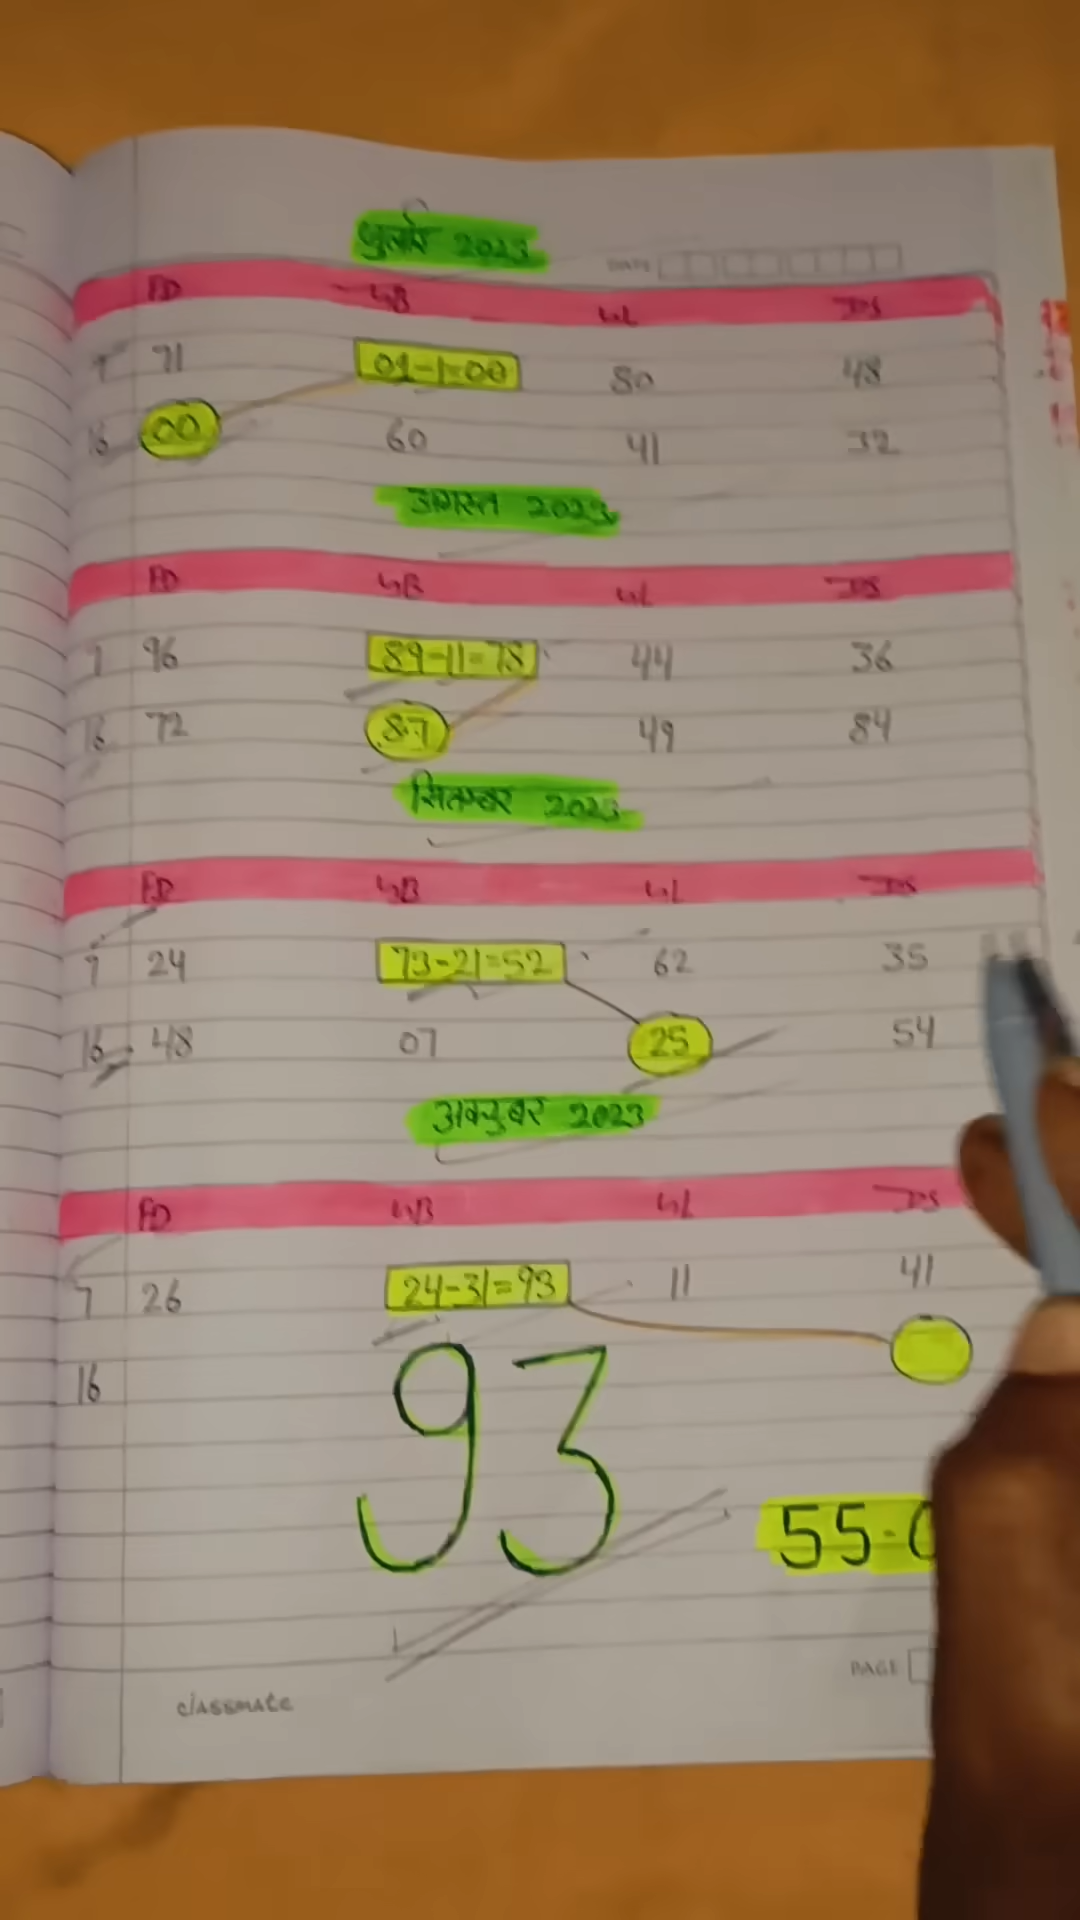 जुलाई 2023
DATE
FD GB GL DS
7 71 01-1=00 80 48
16 00 60 41 32
अगस्त 2023
FD GB GL DS
7 96 89-11=78 44 36
16 72 87 49 84
सितम्बर 2023
FD GB GL DS
7 24 73-21=52 62 35
16 48 07 25 54
अक्टुबर 2023
FD GB GL DS
7 26 24-31=93 11 41
16
93
55-0
PAGE
classmate